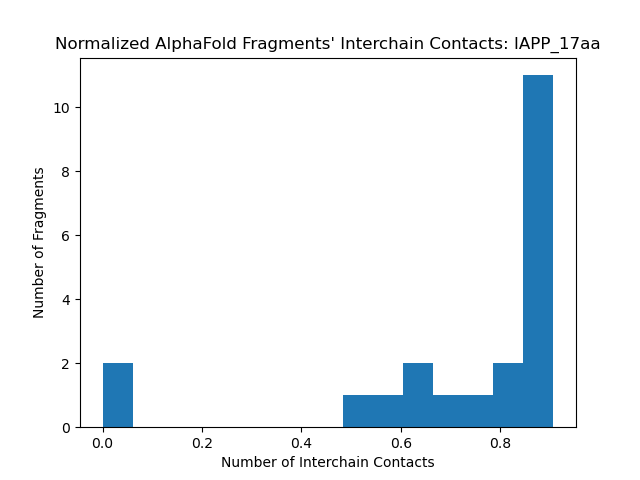 Normalized AlphaFold Fragments' Interchain Contacts: IAPP_17aa
10
8
6
4
2
0
Number of Fragments
0.0 0.2 0.4 0.6 0.8
Number of Interchain Contacts